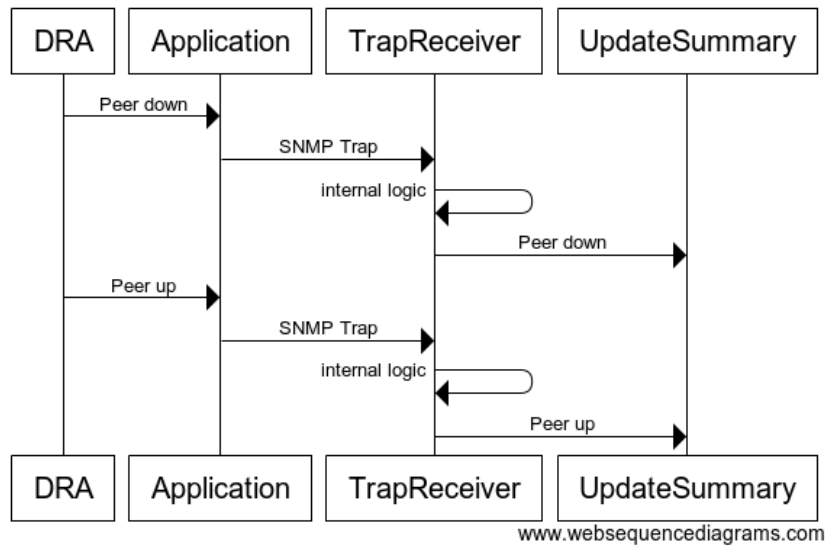 DRA Application TrapReceiver UpdateSummary
Peer down
SNMP Trap
internal logic
Peer down
Peer up
SNMP Trap
internal logic
Peer up
DRA Application TrapReceiver UpdateSummary
www.websequencediagrams.com